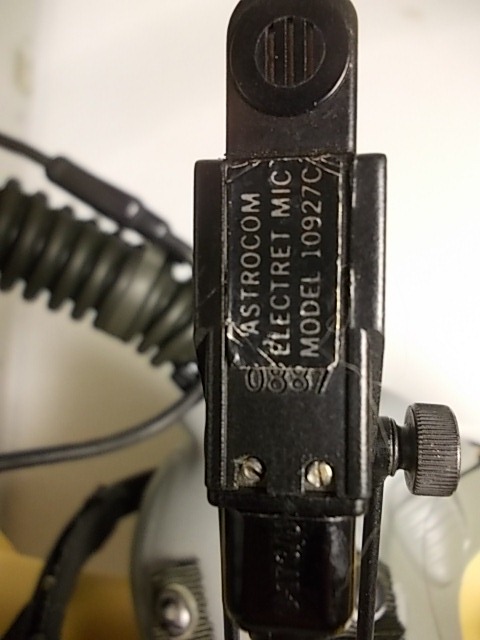 ASTROCOM
ELECTRET MIC
MODEL 10927C
0887